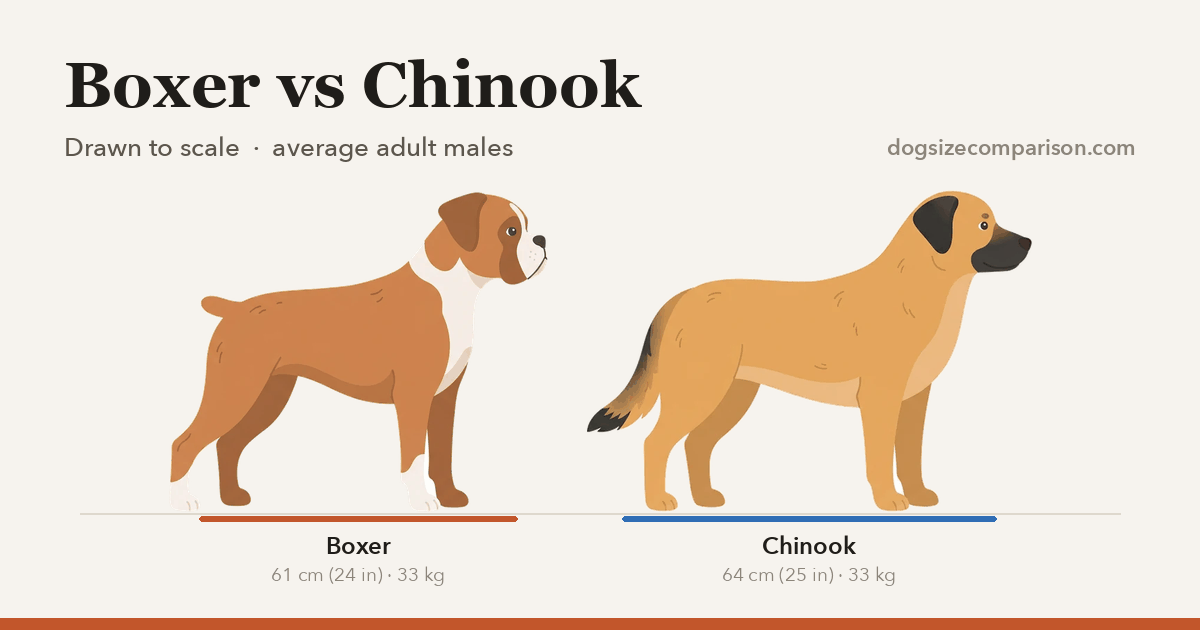 Boxer vs Chinook
Drawn to scale · average adult males
dogsizecomparison.com
Boxer
61 cm (24 in) · 33 kg
Chinook
64 cm (25 in) · 33 kg